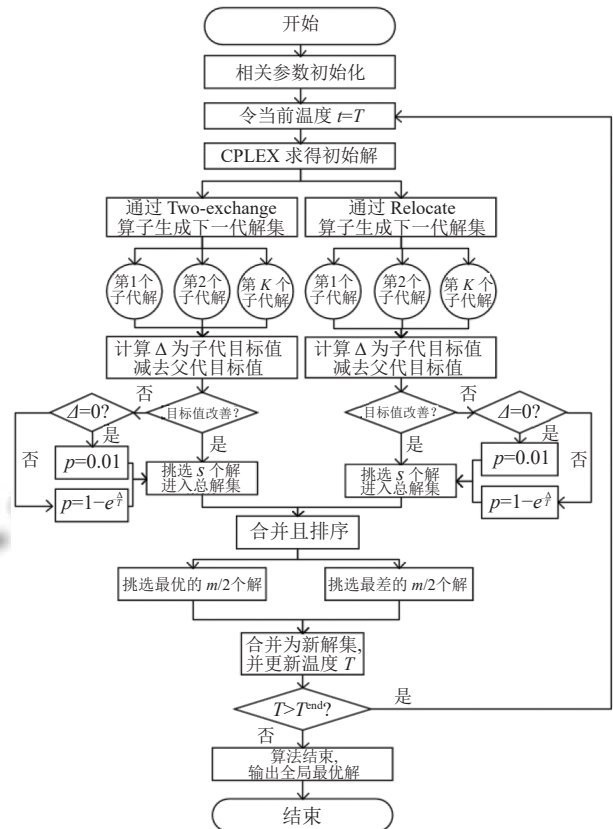 开始
相关参数初始化
令当前温度 t=T
CPLEX 求得初始解
通过 Two-exchange
算子生成下一代解集
通过 Relocate
算子生成下一代解集
第1个
子代解
第2个
子代解
第 K 个
子代解
第1个
子代解
第2个
子代解
第 K 个
子代解
计算 Δ 为子代目标值
减去父代目标值
计算 Δ 为子代目标值
减去父代目标值
Δ=0?
否
目标值改善?
目标值改善?
否
Δ=0?
否
是
p=0.01
是
挑选 s 个解
进入总解集
p=1−e^(Δ/T)
是
挑选 s 个解
进入总解集
是
p=0.01
否
p=1−e^(Δ/T)
合并且排序
挑选最优的 m/2个解
挑选最差的 m/2个解
合并为新解集,
并更新温度 T
T>T^end?
是
否
算法结束,
输出全局最优解
结束